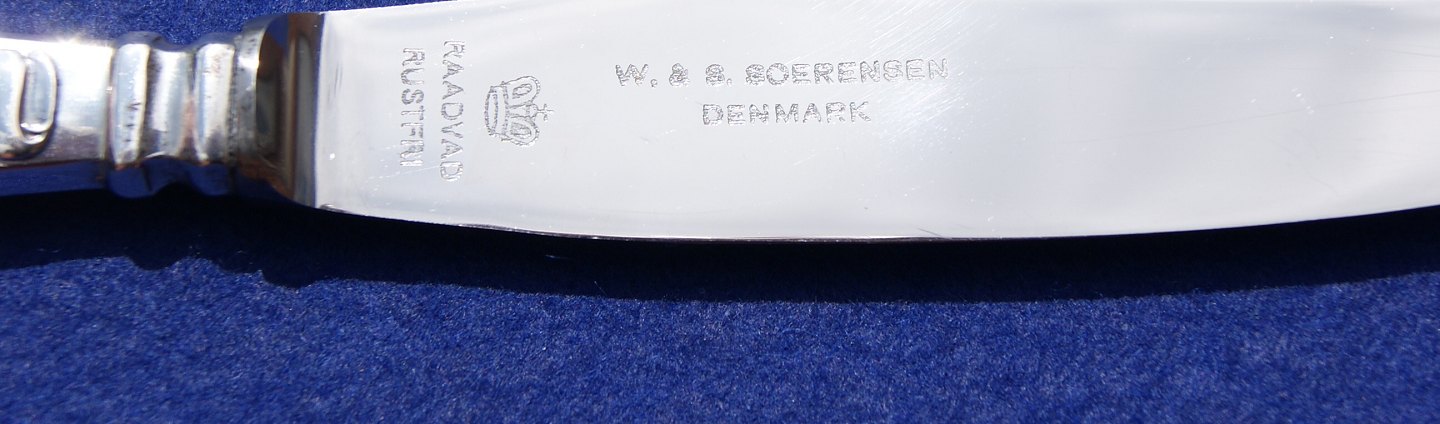 W. & S. SOERENSEN
DENMARK
RAADVAD
RUSTFRI